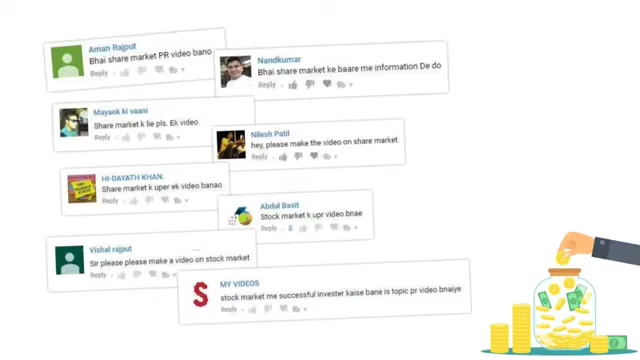 Aman Rajput
Bhai share market PR video bano
Reply
Nandkumar
Bhai share market ke baare me information De do
Reply
Mayank ki vaani
Share market k lie pls. Ek video
Reply
Nilesh Patil
hey, please make the video on share market
Reply
HI-DAYATH KHAN.
Share market k uper ek video banao
Reply
Abdul Basit
Stock market k upr video bnae
Reply
Vishal rajput
Sir please please make a video on stock market
Reply
MY VIDEOS
stock market me successful invester kaise bane is topic pr video bnaiye
Reply